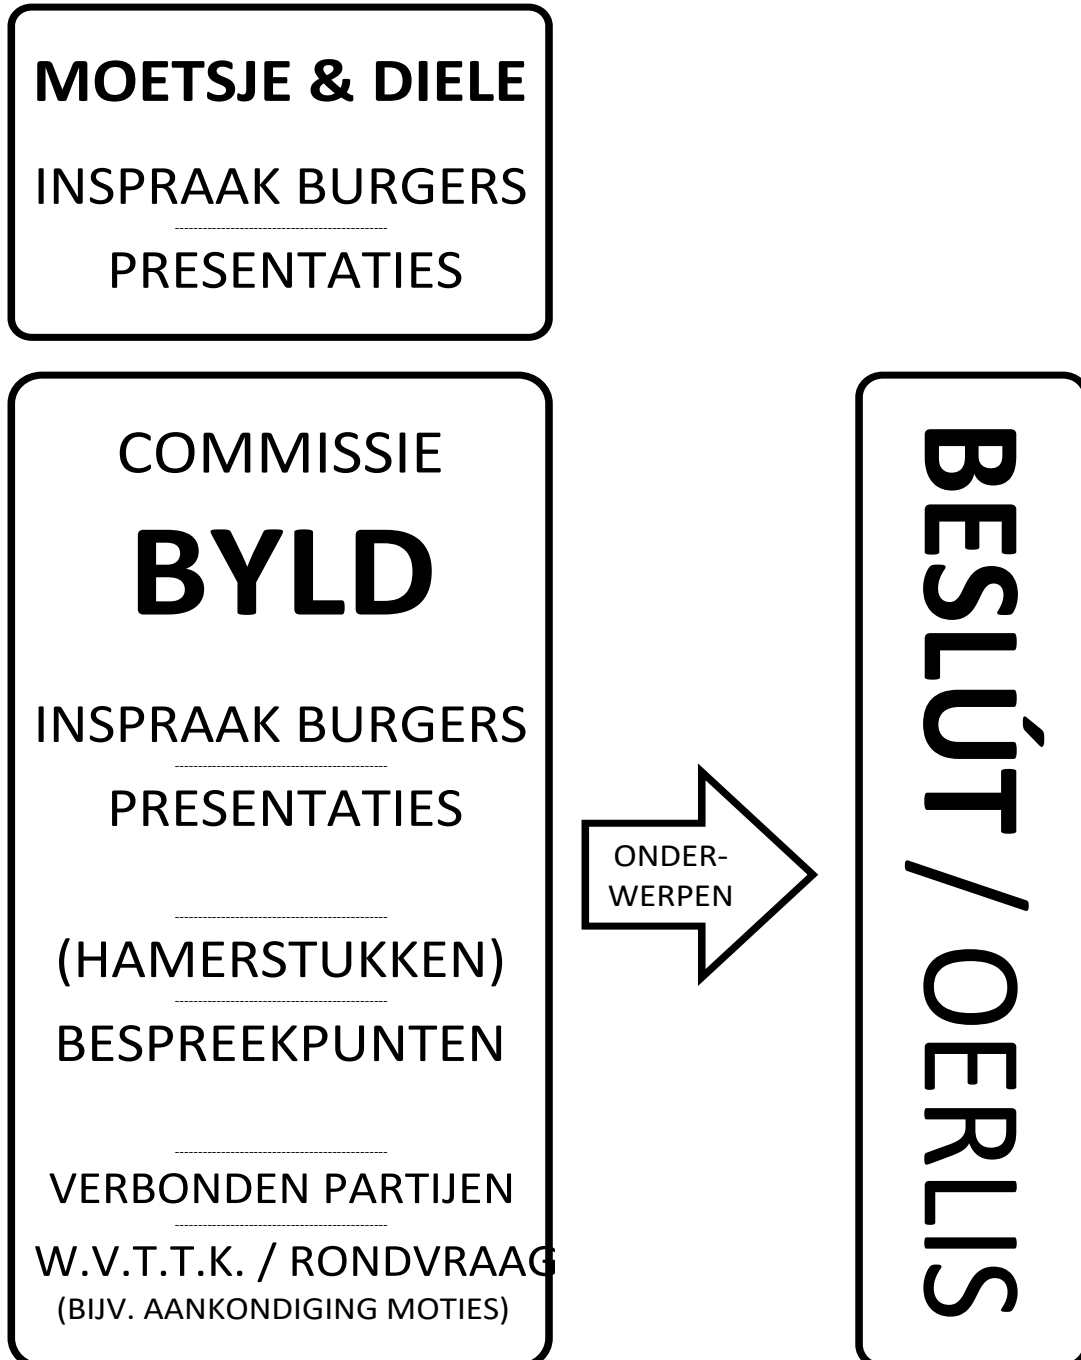 MOETSJE & DIELE
INSPRAAK BURGERS
PRESENTATIES
COMMISSIE
BYLD
INSPRAAK BURGERS
PRESENTATIES
(HAMERSTUKKEN)
BESPREEKPUNTEN
VERBONDEN PARTIJEN
W.V.T.T.K. / RONDVRAAG
(BIJV. AANKONDIGING MOTIES)
ONDER-
WERPEN
BESLÚT / OERLIS